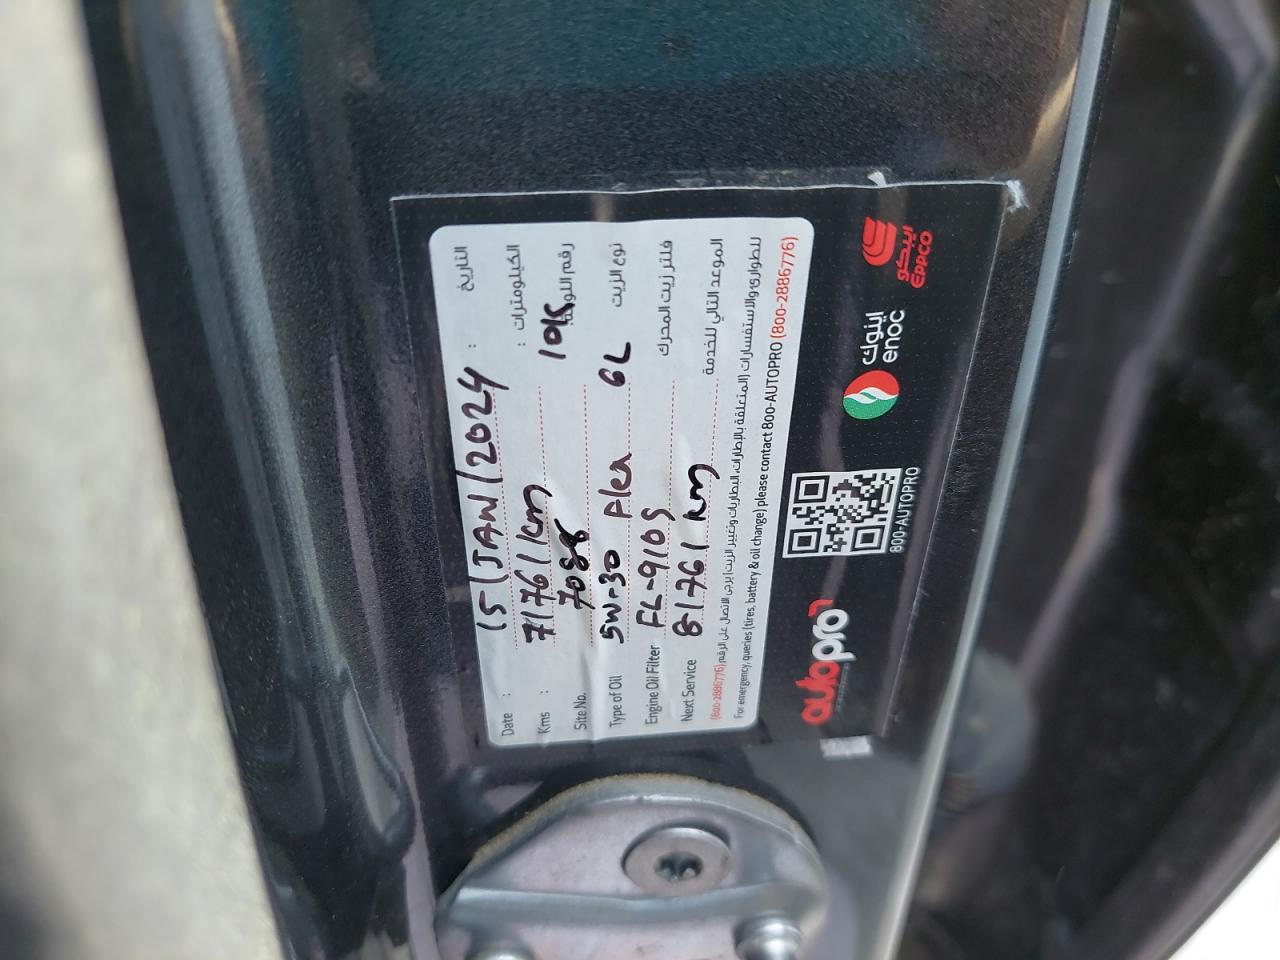 Date : 15/JAN/2024 : التاريخ
Kms : 71761 km 10K : الكيلومترات
Site No. 7088 رقم اللوحة
Type of Oil 5W-30 Plea 6L نوع الزيت
Engine Oil Filter FL-910S فلتر زيت المحرك
Next Service 81761 km الموعد التالي للخدمة
للطوارئ والاستفسارات (المتعلقة بالإطارات، البطاريات وتغيير الزيت) يرجى الاتصال على الرقم (800-2886776)
For emergency, queries (tires, battery & oil change) please contact 800-AUTOPRO (800-2886776)
autopro
800-AUTOPRO
اينوك
enoc
ايبكو
EPPCO